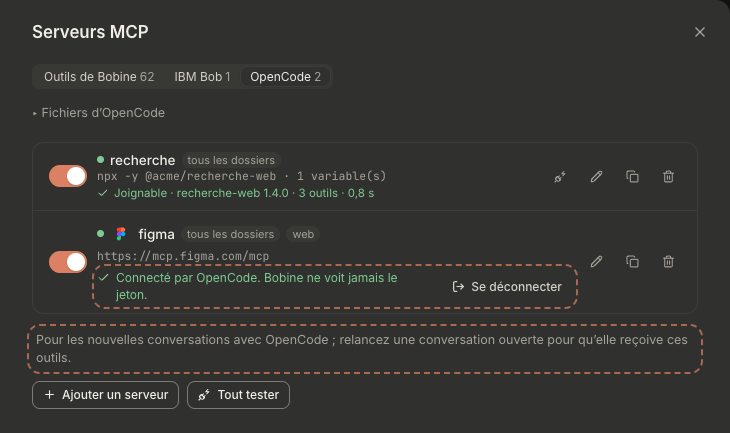 Serveurs MCP
Outils de Bobine 62
IBM Bob 1
OpenCode 2
Fichiers d’OpenCode
recherche tous les dossiers
npx -y @acme/recherche-web · 1 variable(s)
Joignable · recherche-web 1.4.0 · 3 outils · 0,8 s
figma tous les dossiers web
https://mcp.figma.com/mcp
Connecté par OpenCode. Bobine ne voit jamais le
jeton.
Se déconnecter
Pour les nouvelles conversations avec OpenCode ; relancez une conversation ouverte pour qu’elle reçoive ces
outils.
Ajouter un serveur
Tout tester